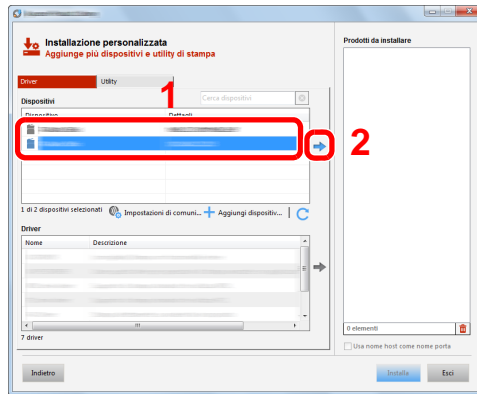 Installazione personalizzata
Aggiunge più dispositivi e utility di stampa
Prodotti da installare
Driver
Utility
1
Dispositivi
Cerca dispositivi
Dispositivo
Dettagli
2
1 di 2 dispositivi selezionati
Impostazioni di comuni...
Aggiungi dispositiv...
Driver
Nome
Descrizione
7 driver
0 elementi
Usa nome host come nome porta
Indietro
Installa
Esci